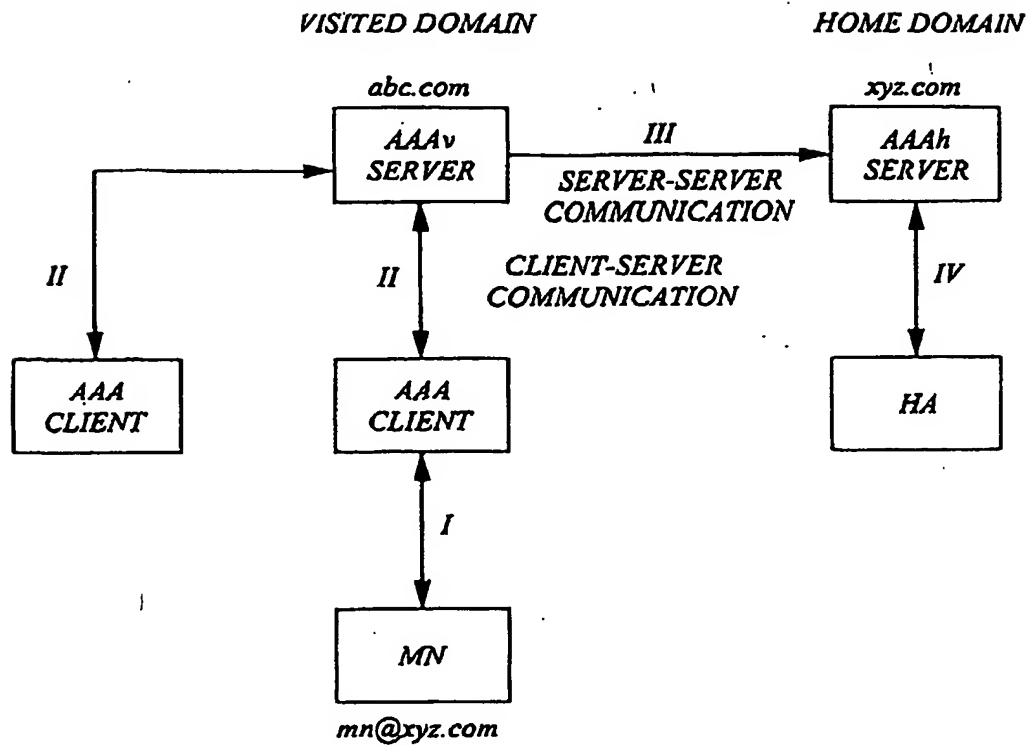 VISITED DOMAIN
HOME DOMAIN
abc.com
xyz.com
AAAv
SERVER
III
AAAh
SERVER
SERVER-SERVER
COMMUNICATION
II
II
CLIENT-SERVER
COMMUNICATION
IV
AAA
CLIENT
AAA
CLIENT
HA
I
MN
mn@xyz.com